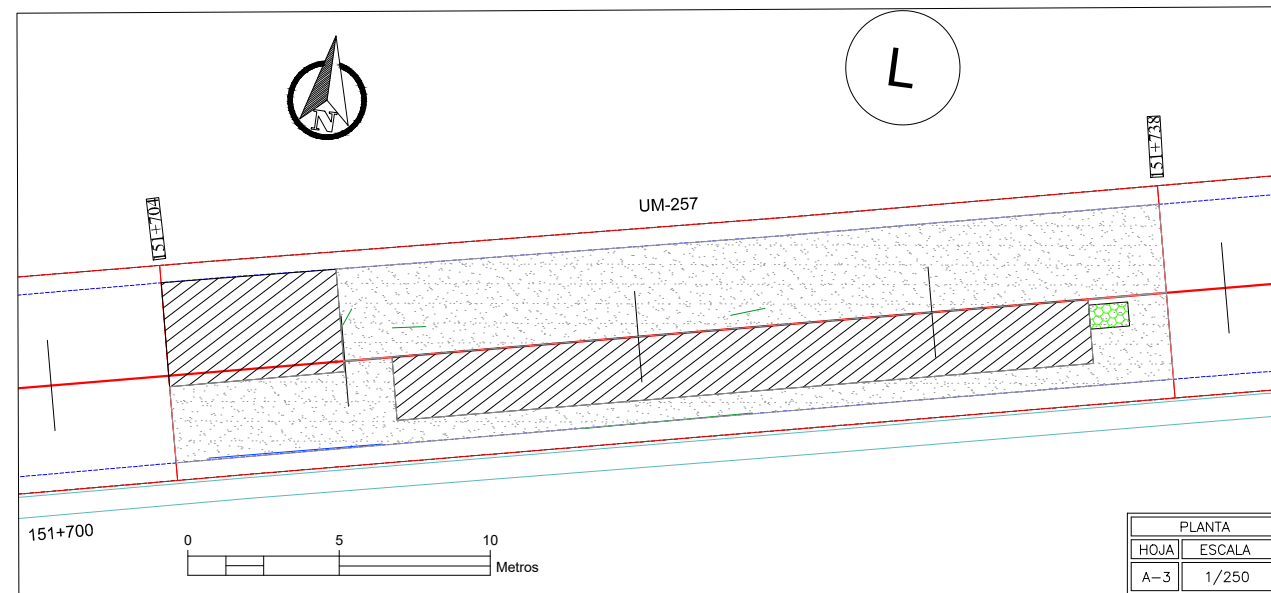 N
L
151+704
151+738
UM-257
151+700
0 5 10
Metros
PLANTA
HOJA ESCALA
A-3 1/250